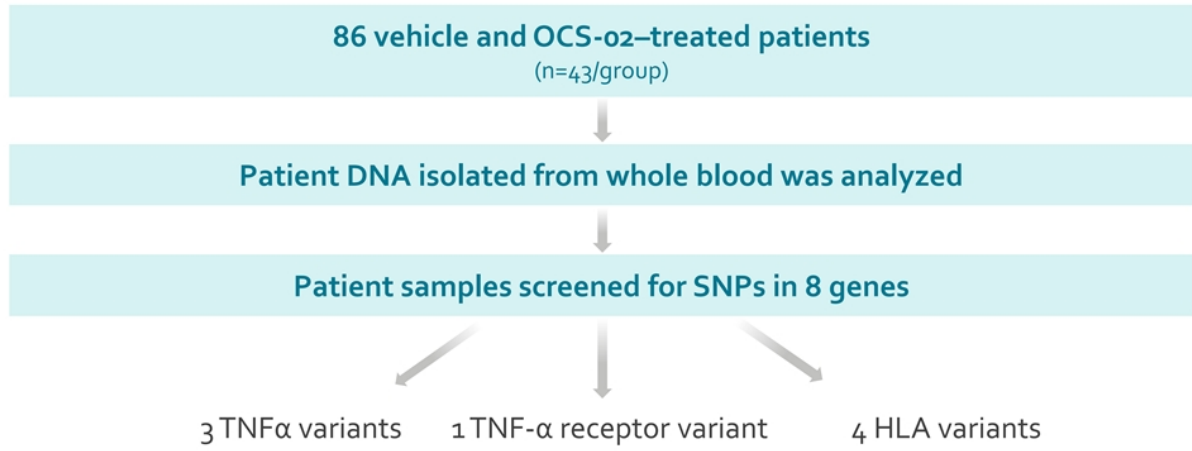 86 vehicle and OCS-02–treated patients
(n=43/group)
Patient DNA isolated from whole blood was analyzed
Patient samples screened for SNPs in 8 genes
3 TNFα variants
1 TNF-α receptor variant
4 HLA variants